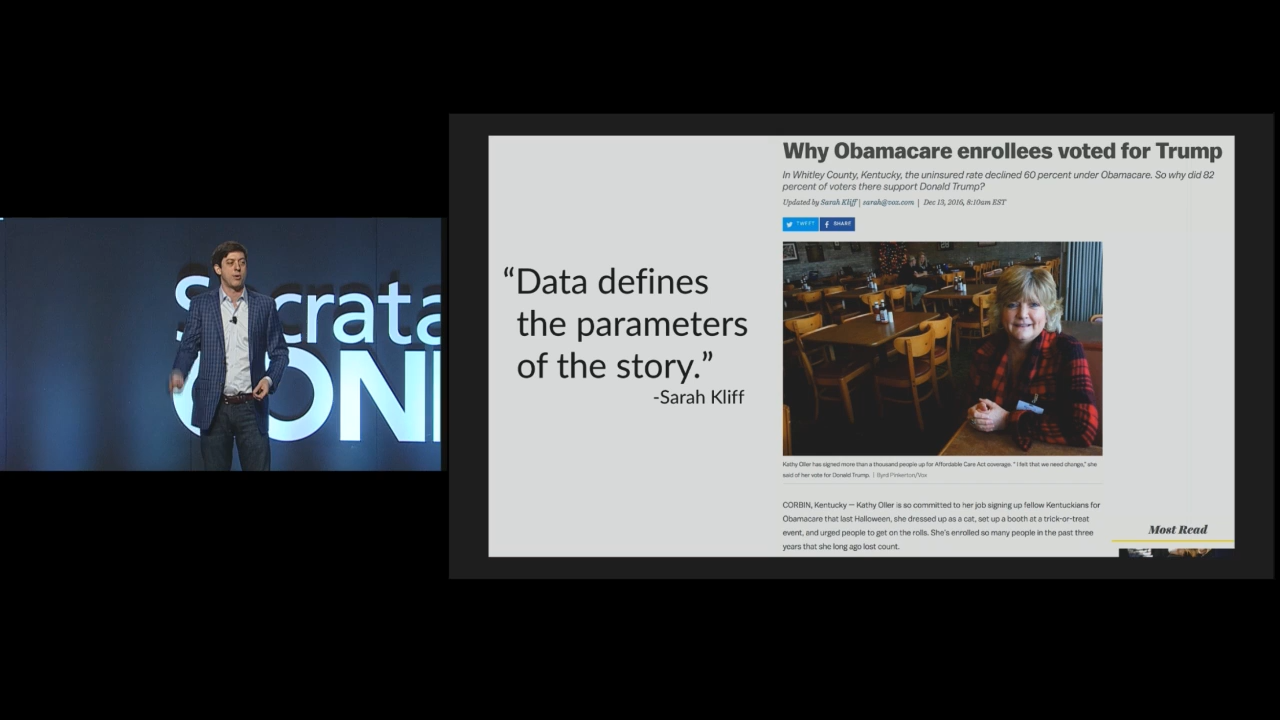 Socrata
CON
“Data defines
the parameters
of the story.”
-Sarah Kliff
Why Obamacare enrollees voted for Trump
In Whitley County, Kentucky, the uninsured rate declined 60 percent under Obamacare. So why did 82
percent of voters there support Donald Trump?
Updated by Sarah Kliff | sarah@vox.com | Dec 13, 2016, 8:10am EST
TWEET
SHARE
Kathy Oller has signed more than a thousand people up for Affordable Care Act coverage. “I felt that we need change,” she
said of her vote for Donald Trump. | Byrd Pinkerton/Vox
CORBIN, Kentucky — Kathy Oller is so committed to her job signing up fellow Kentuckians for
Obamacare that last Halloween, she dressed up as a cat, set up a booth at a trick-or-treat
event, and urged people to get on the rolls. She's enrolled so many people in the past three
years that she long ago lost count.
Most Read